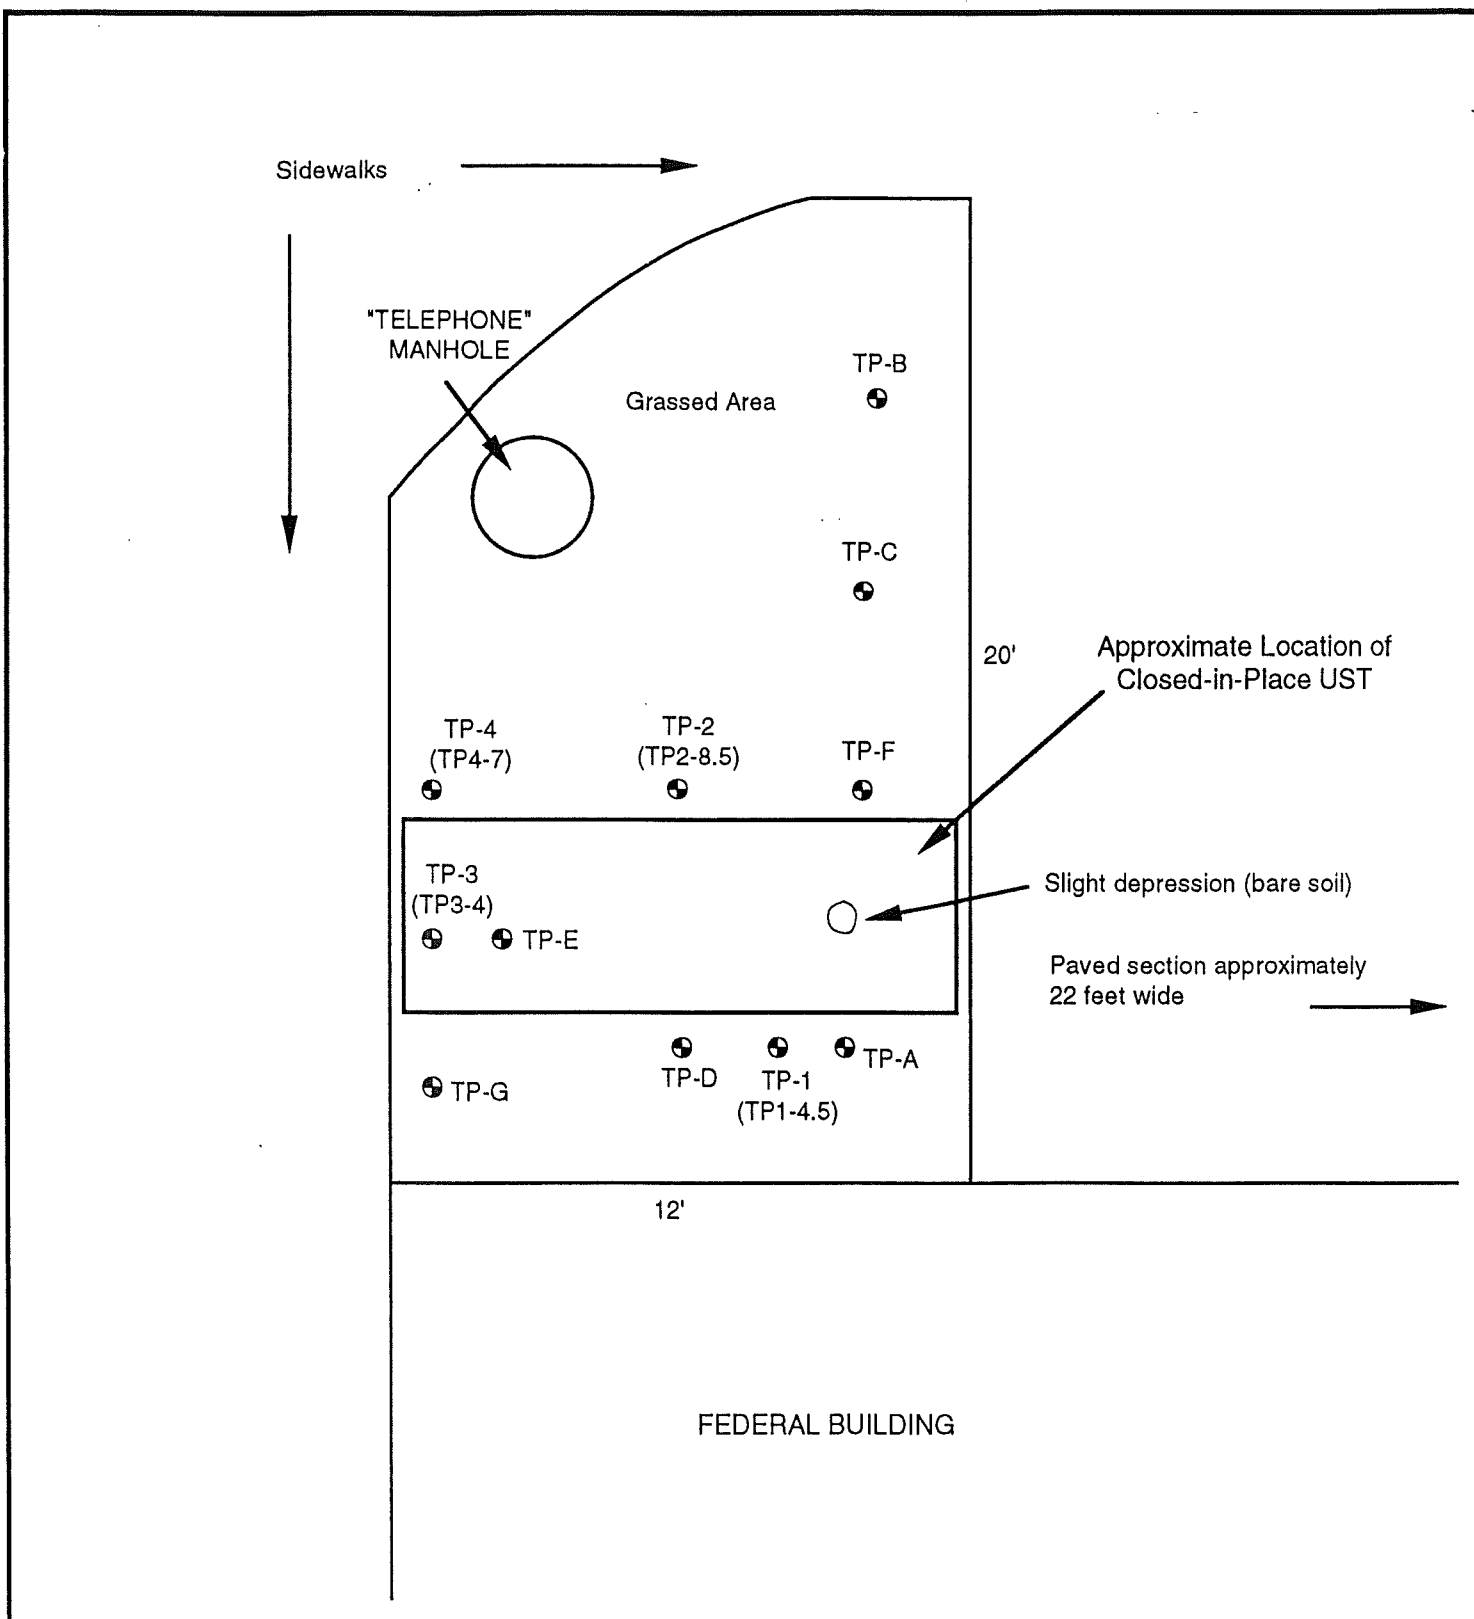 Sidewalks
"TELEPHONE"
MANHOLE
TP-B
Grassed Area
TP-C
20'
Approximate Location of
Closed-in-Place UST
TP-4
(TP4-7)
TP-2
(TP2-8.5)
TP-F
TP-3
(TP3-4)
TP-E
Slight depression (bare soil)
Paved section approximately
22 feet wide
TP-D
TP-1
(TP1-4.5)
TP-A
TP-G
12'
FEDERAL BUILDING